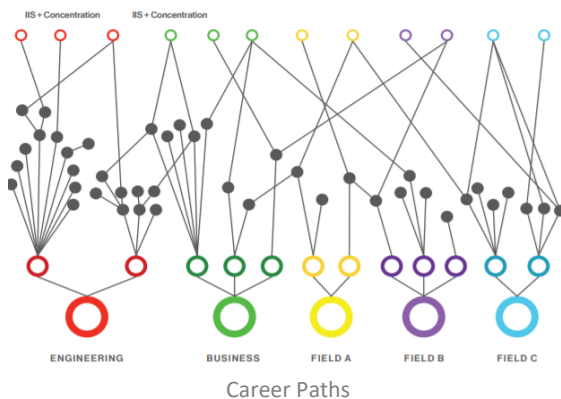 IIS + Concentration IIS + Concentration
ENGINEERING BUSINESS FIELD A FIELD B FIELD C
Career Paths